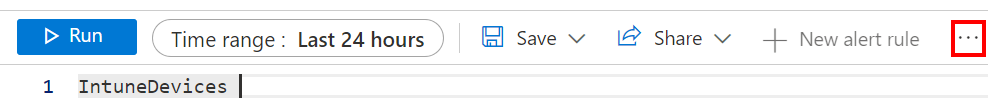 Run Time range : Last 24 hours Save Share New alert rule ...
1 IntuneDevices